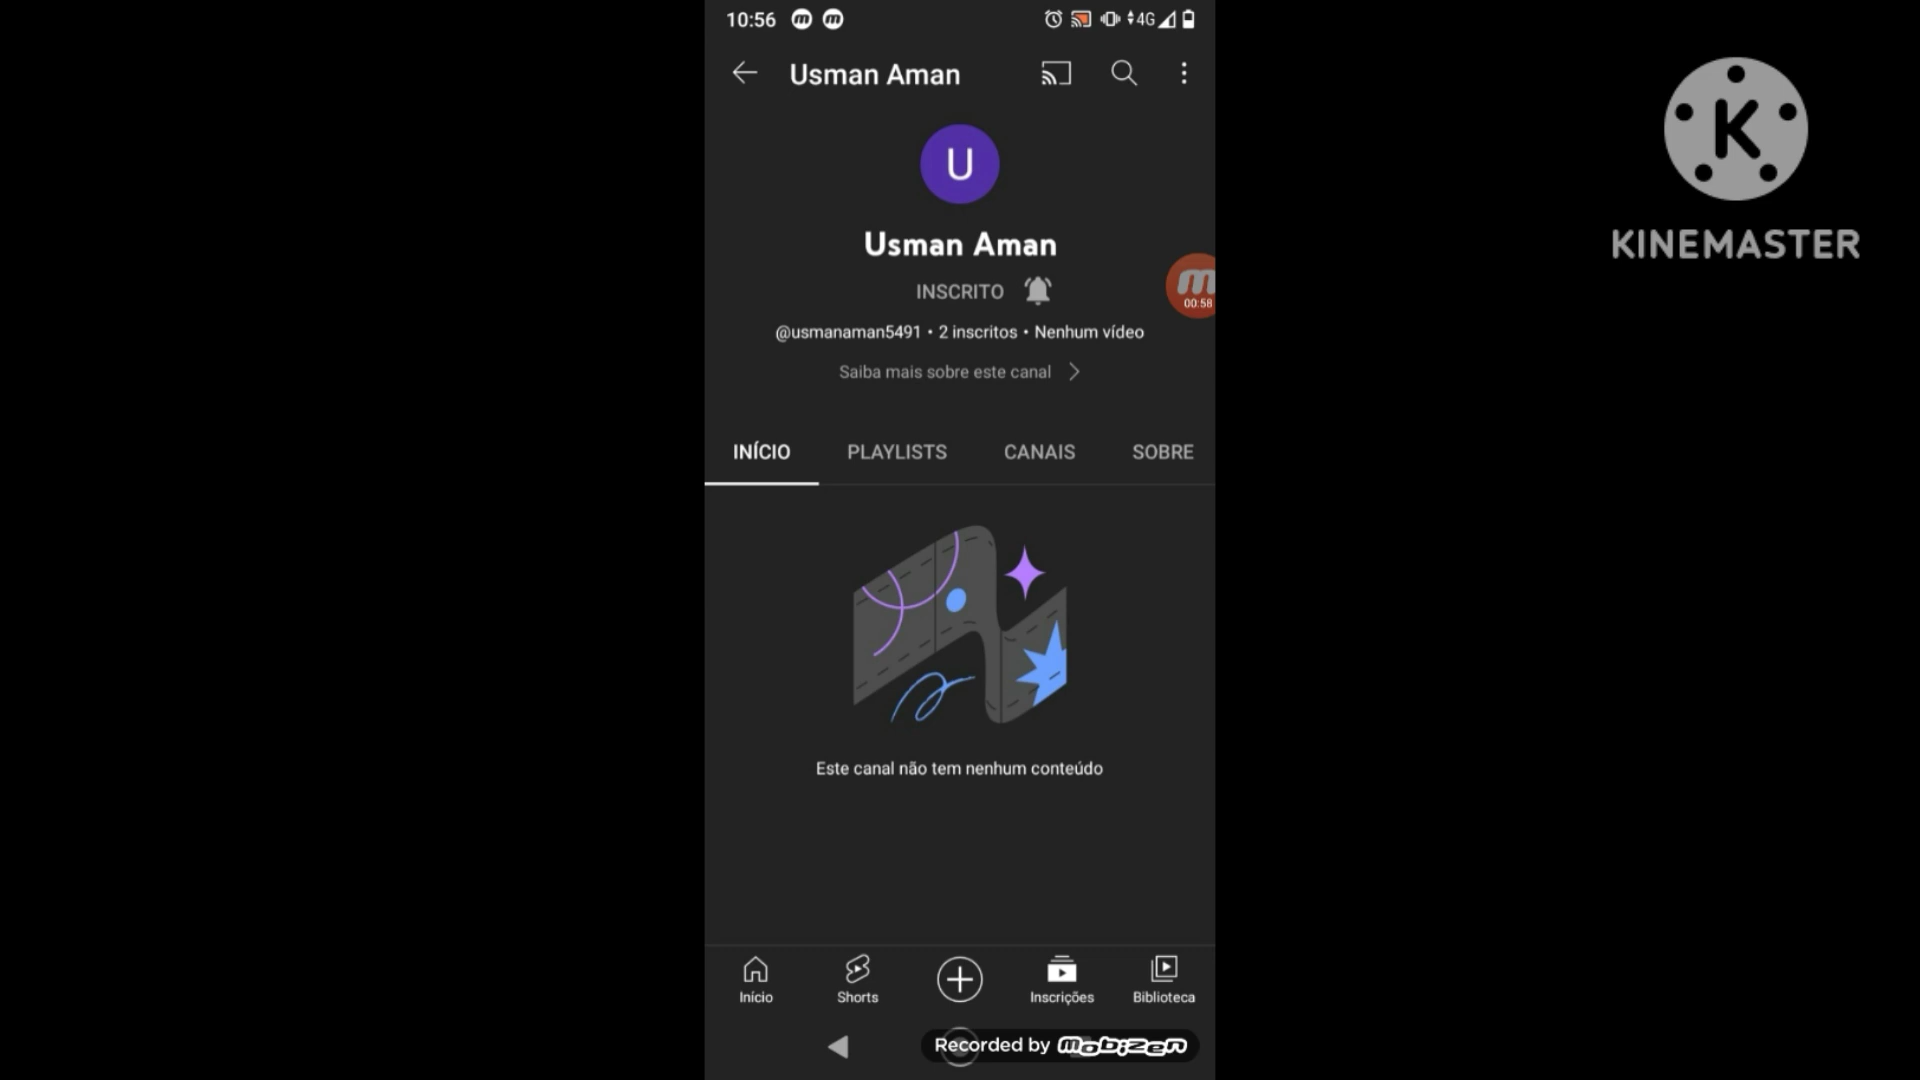 10:56 4G
Usman Aman
U
Usman Aman
INSCRITO
00:58
@usmanaman5491 • 2 inscritos • Nenhum vídeo
Saiba mais sobre este canal
INÍCIO PLAYLISTS CANAIS SOBRE
Este canal não tem nenhum conteúdo
Início Shorts Inscrições Biblioteca
Recorded by mobizen
K
KINEMASTER